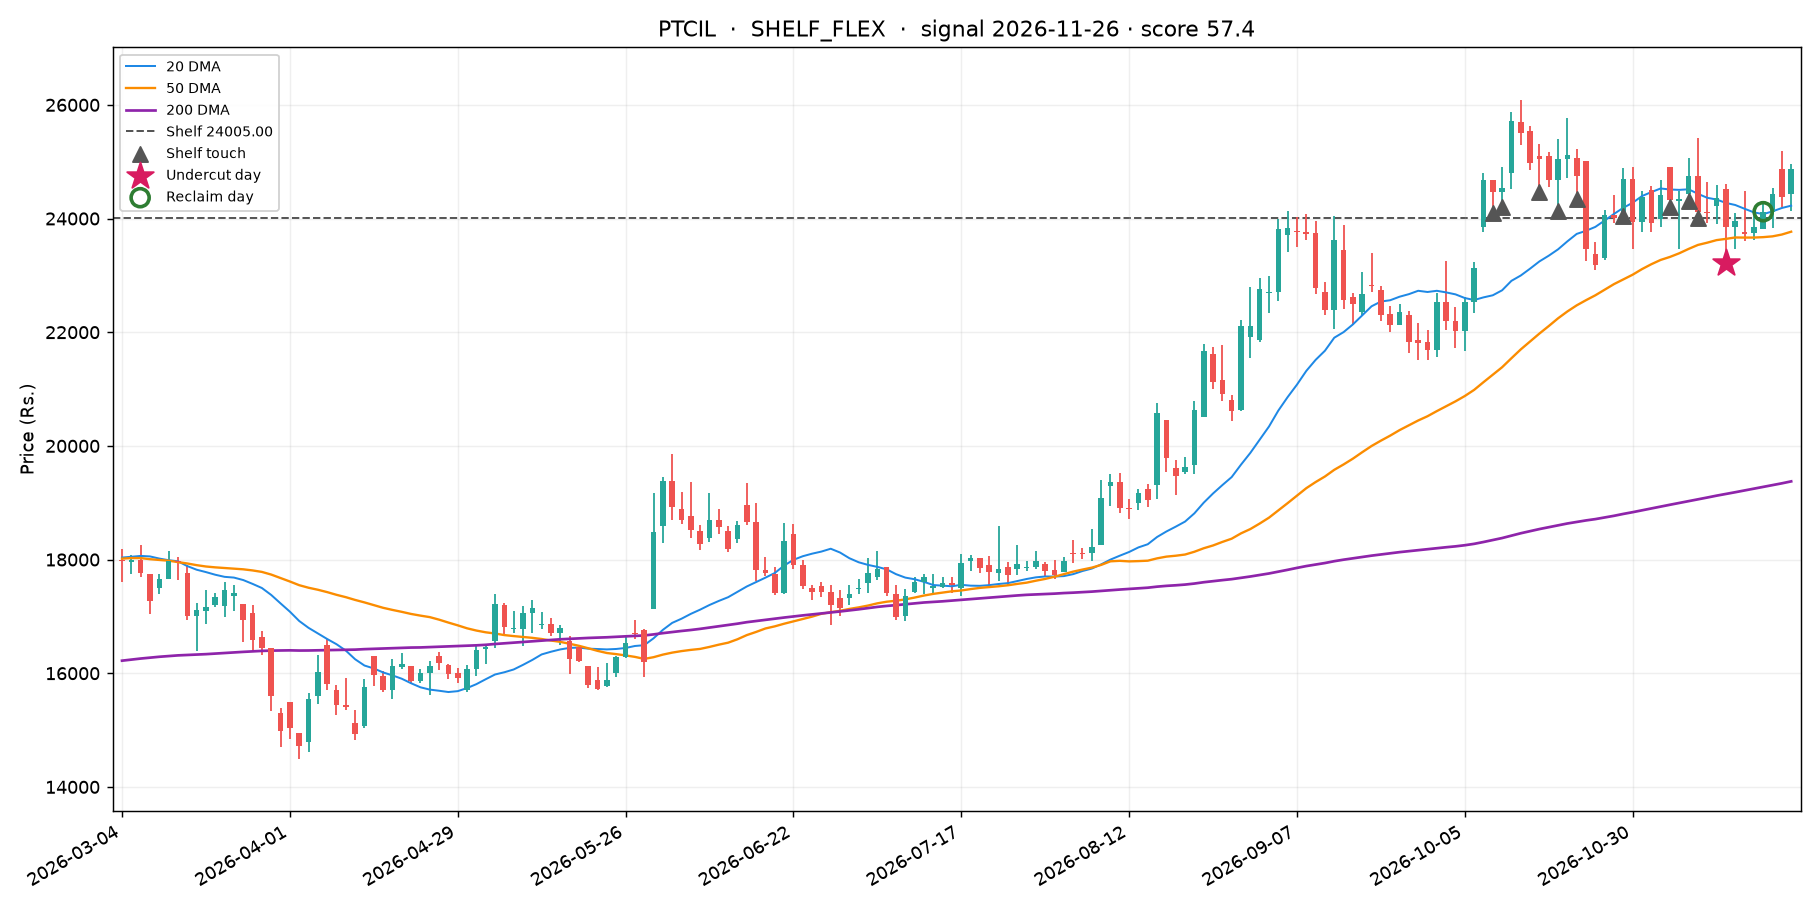 PTCIL · SHELF_FLEX · signal 2026-11-26 · score 57.4
20 DMA
50 DMA
200 DMA
Shelf 24005.00
Shelf touch
Undercut day
Reclaim day
Price (Rs.)
26000
24000
22000
20000
18000
16000
14000
2026-03-04
2026-04-01
2026-04-29
2026-05-26
2026-06-22
2026-07-17
2026-08-12
2026-09-07
2026-10-05
2026-10-30